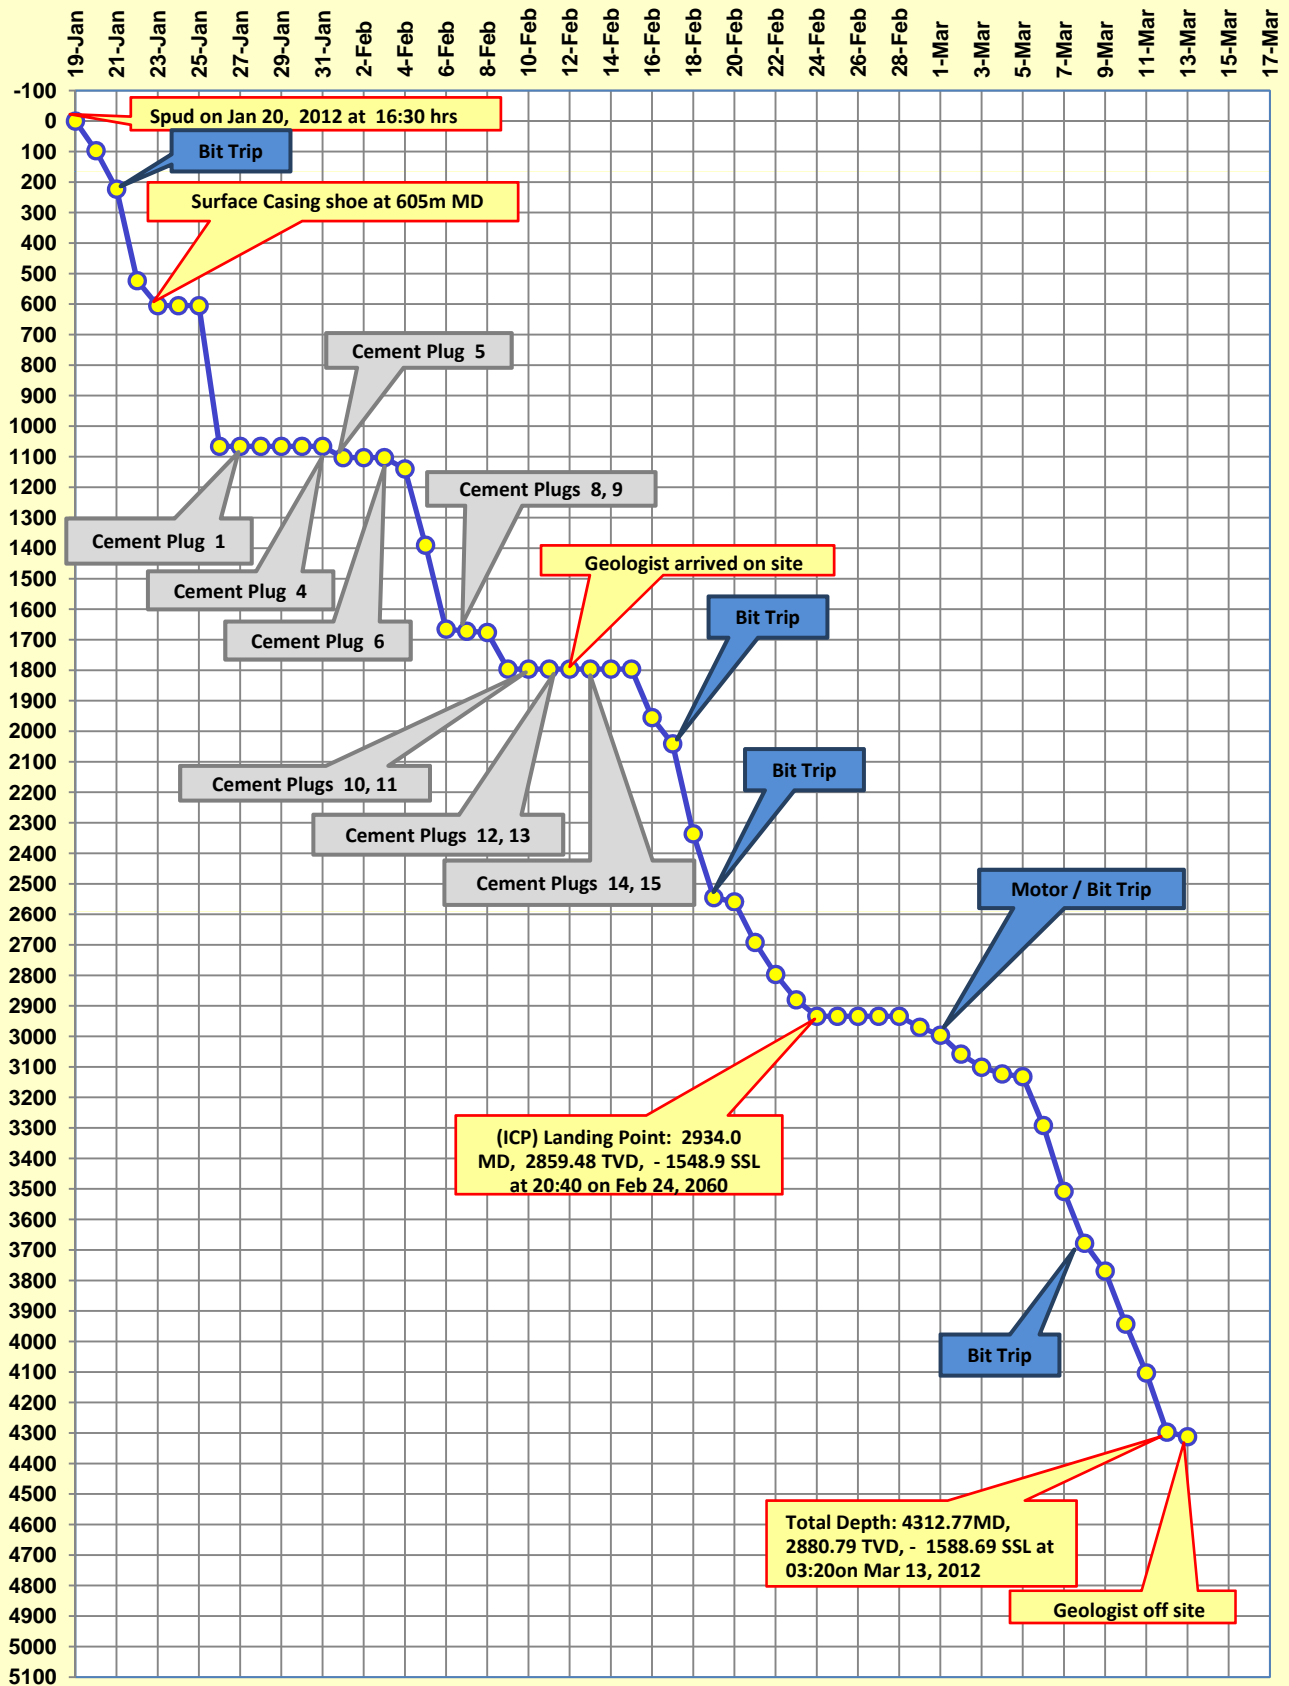 19-Jan
21-Jan
23-Jan
25-Jan
27-Jan
29-Jan
31-Jan
2-Feb
4-Feb
6-Feb
8-Feb
10-Feb
12-Feb
14-Feb
16-Feb
18-Feb
20-Feb
22-Feb
24-Feb
26-Feb
28-Feb
1-Mar
3-Mar
5-Mar
7-Mar
9-Mar
11-Mar
13-Mar
15-Mar
17-Mar
-100
0
100
200
300
400
500
600
700
800
900
1000
1100
1200
1300
1400
1500
1600
1700
1800
1900
2000
2100
2200
2300
2400
2500
2600
2700
2800
2900
3000
3100
3200
3300
3400
3500
3600
3700
3800
3900
4000
4100
4200
4300
4400
4500
4600
4700
4800
4900
5000
5100
Spud on Jan 20, 2012 at 16:30 hrs
Bit Trip
Surface Casing shoe at 605m MD
Cement Plug 5
Cement Plugs 8, 9
Cement Plug 1
Geologist arrived on site
Cement Plug 4
Bit Trip
Cement Plug 6
Bit Trip
Cement Plugs 10, 11
Cement Plugs 12, 13
Cement Plugs 14, 15
Motor / Bit Trip
(ICP) Landing Point: 2934.0
MD, 2859.48 TVD, - 1548.9 SSL
at 20:40 on Feb 24, 2060
Bit Trip
Total Depth: 4312.77MD,
2880.79 TVD, - 1588.69 SSL at
03:20on Mar 13, 2012
Geologist off site